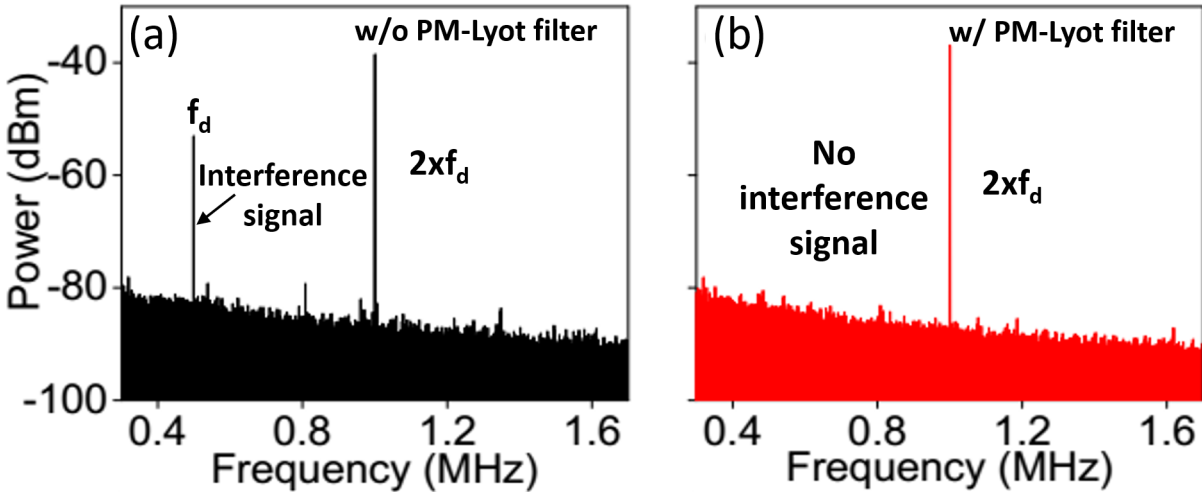 (a)
w/o PM-Lyot filter
Power (dBm)
-40
-60
-80
-100
f_d
Interference
signal
2xf_d
0.4
0.8
1.2
1.6
Frequency (MHz)
(b)
w/ PM-Lyot filter
No
interference
signal
2xf_d
0.4
0.8
1.2
1.6
Frequency (MHz)